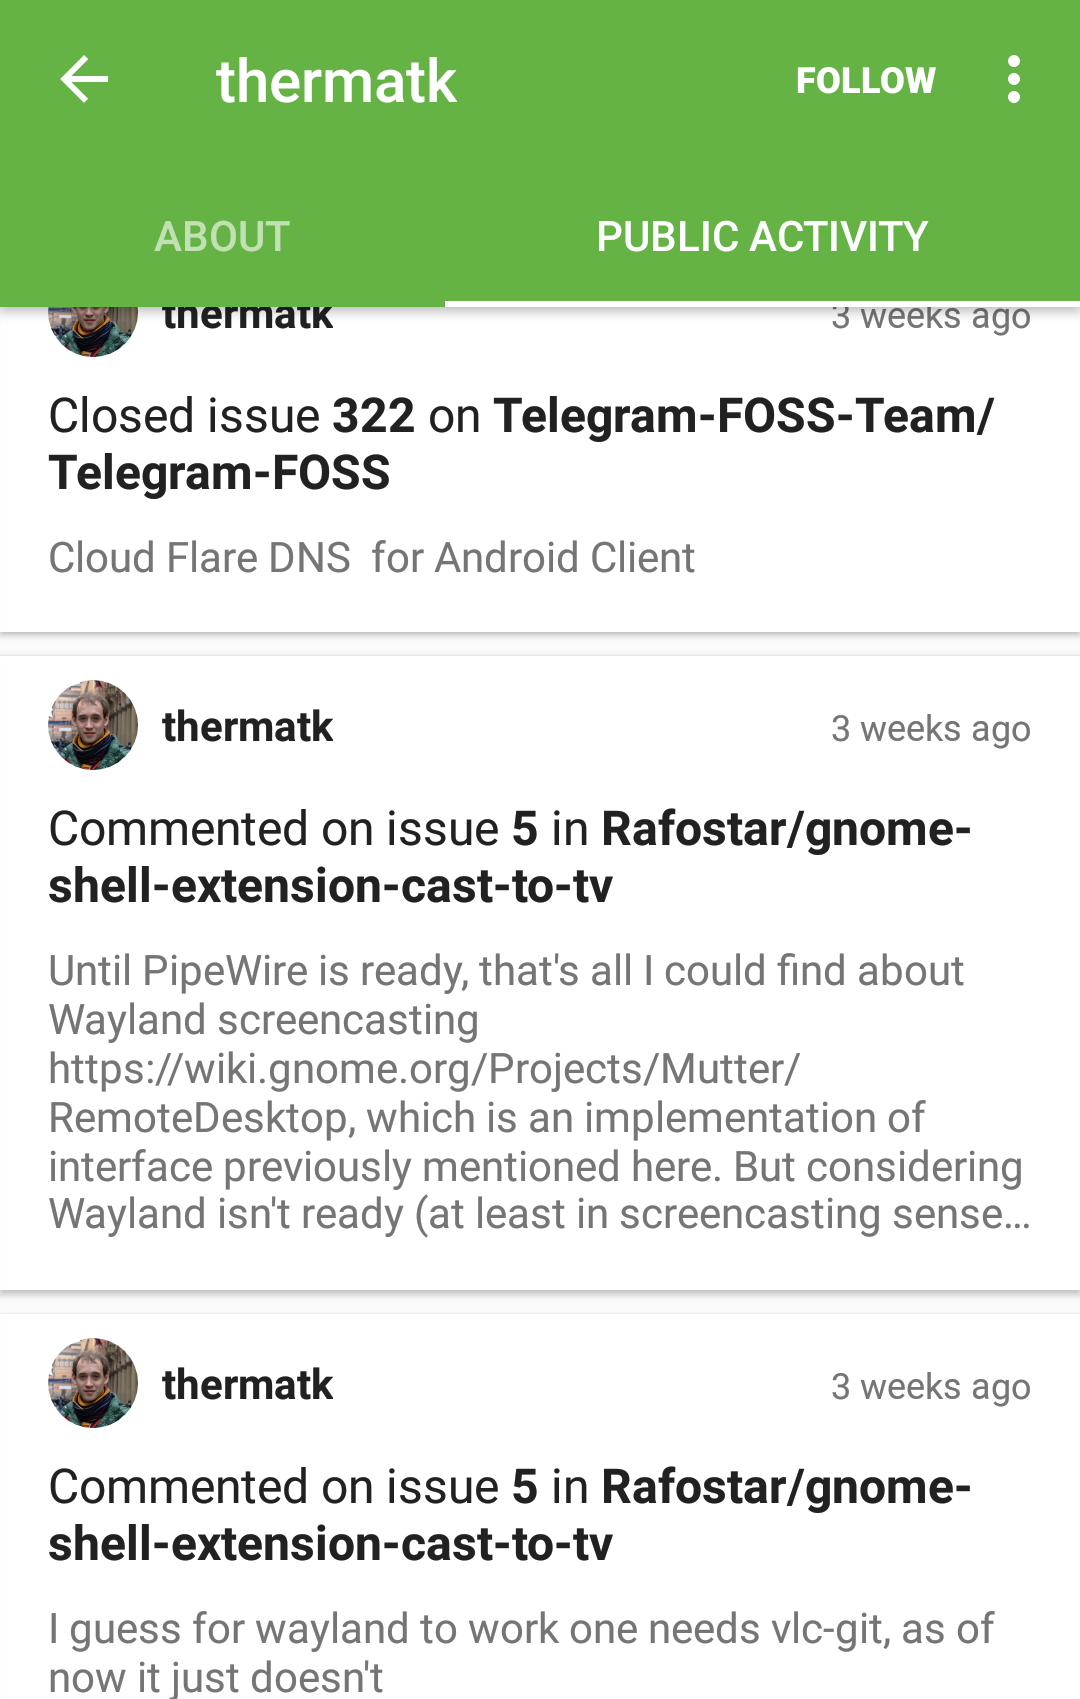 thermatk
FOLLOW
ABOUT
PUBLIC ACTIVITY
thermatk
3 weeks ago
Closed issue 322 on Telegram-FOSS-Team/
Telegram-FOSS
Cloud Flare DNS  for Android Client
thermatk
3 weeks ago
Commented on issue 5 in Rafostar/gnome-
shell-extension-cast-to-tv
Until PipeWire is ready, that's all I could find about
Wayland screencasting
https://wiki.gnome.org/Projects/Mutter/
RemoteDesktop, which is an implementation of
interface previously mentioned here. But considering
Wayland isn't ready (at least in screencasting sense…
thermatk
3 weeks ago
Commented on issue 5 in Rafostar/gnome-
shell-extension-cast-to-tv
I guess for wayland to work one needs vlc-git, as of
now it just doesn't